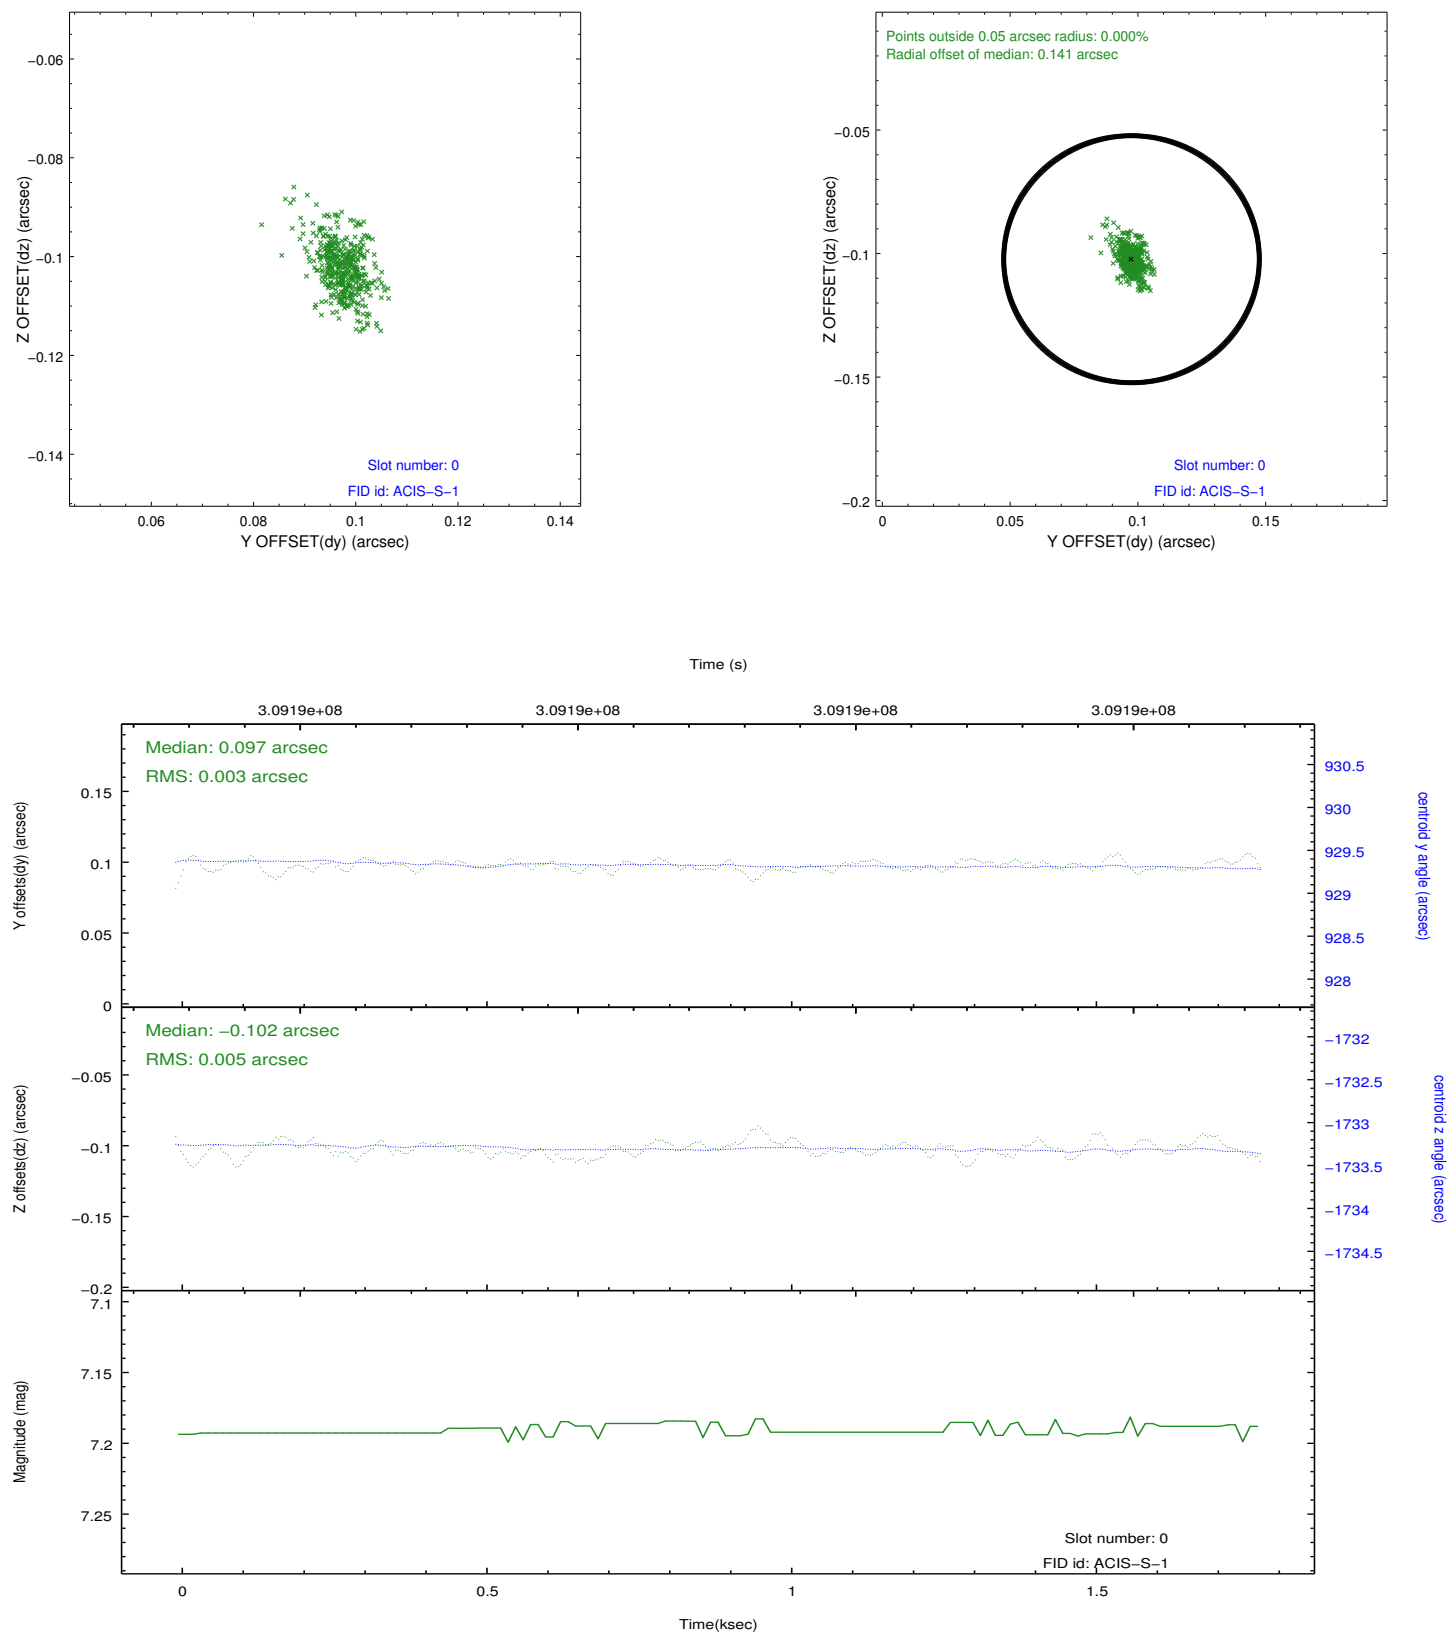 −0.06
−0.08
−0.1
−0.12
−0.14
Z OFFSET(dz) (arcsec)
Slot number: 0
FID id: ACIS−S−1
0.06
0.08
0.1
0.12
0.14
Y OFFSET(dy) (arcsec)
Points outside 0.05 arcsec radius: 0.000%
Radial offset of median: 0.141 arcsec
−0.05
−0.1
−0.15
−0.2
Z OFFSET(dz) (arcsec)
Slot number: 0
FID id: ACIS−S−1
0
0.05
0.1
0.15
Y OFFSET(dy) (arcsec)
Time (s)
3.0919e+08
3.0919e+08
3.0919e+08
3.0919e+08
Median: 0.097 arcsec
RMS: 0.003 arcsec
Y offsets(dy) (arcsec)
0.15
0.1
0.05
0
930.5
930
929.5
929
928.5
928
centroid y angle (arcsec)
Median: −0.102 arcsec
RMS: 0.005 arcsec
Z offsets(dz) (arcsec)
−0.05
−0.1
−0.15
−0.2
−1732
−1732.5
−1733
−1733.5
−1734
−1734.5
centroid z angle (arcsec)
Magnitude (mag)
7.1
7.15
7.2
7.25
Slot number: 0
FID id: ACIS−S−1
0
0.5
1
1.5
Time(ksec)